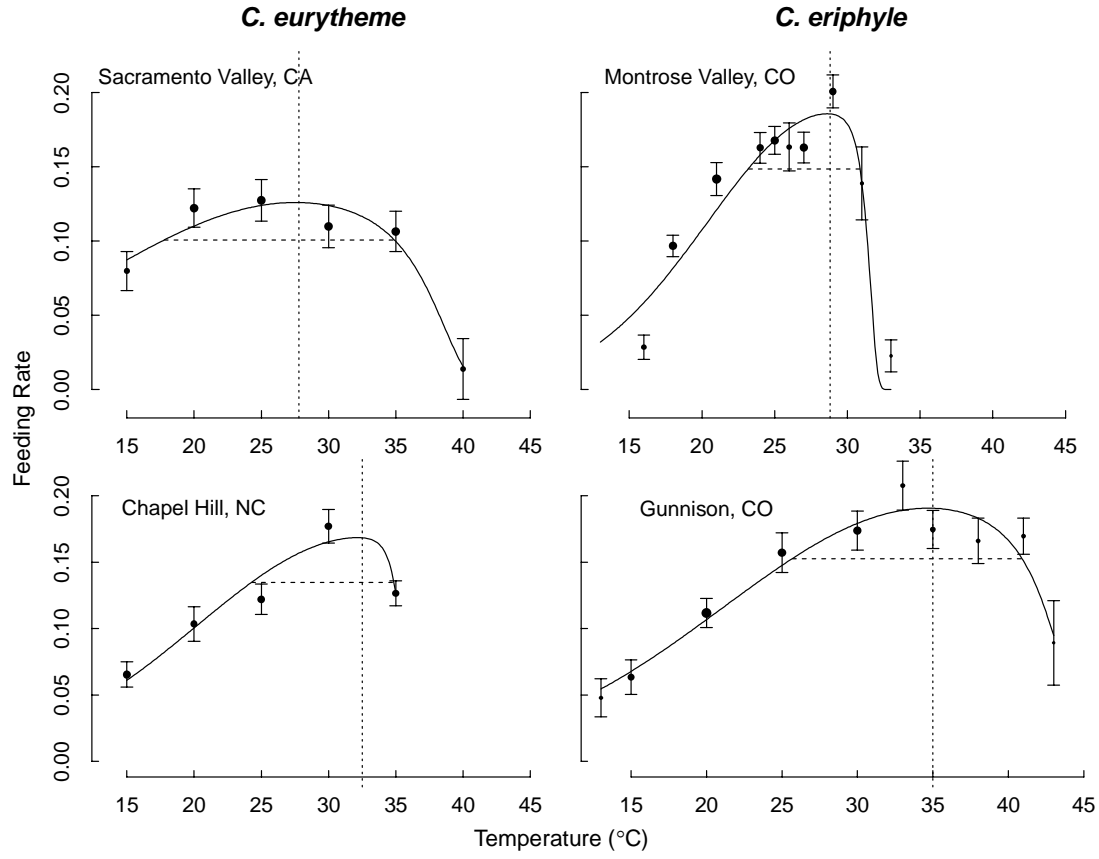 C. eurytheme
C. eriphyle
Sacramento Valley, CA
0.00 0.05 0.10 0.15 0.20
15 20 25 30 35 40 45
Montrose Valley, CO
15 20 25 30 35 40 45
Feeding Rate
Chapel Hill, NC
0.00 0.05 0.10 0.15 0.20
15 20 25 30 35 40 45
Gunnison, CO
15 20 25 30 35 40 45
Temperature (°C)